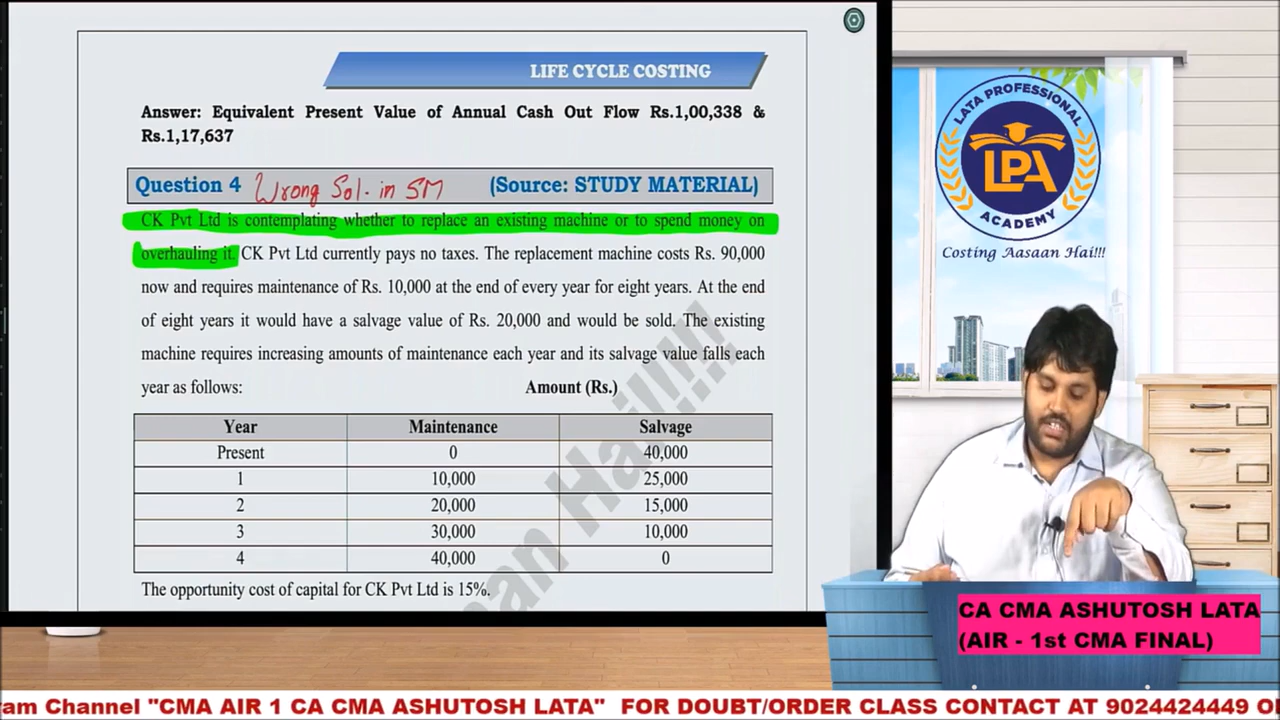 LIFE CYCLE COSTING
Answer: Equivalent Present Value of Annual Cash Out Flow Rs.1,00,338 &
Rs.1,17,637
Question 4 Wrong Sol. in SM (Source: STUDY MATERIAL)
CK Pvt Ltd is contemplating whether to replace an existing machine or to spend money on
overhauling it. CK Pvt Ltd currently pays no taxes. The replacement machine costs Rs. 90,000
now and requires maintenance of Rs. 10,000 at the end of every year for eight years. At the end
of eight years it would have a salvage value of Rs. 20,000 and would be sold. The existing
machine requires increasing amounts of maintenance each year and its salvage value falls each
year as follows: Amount (Rs.)
Year Maintenance Salvage
Present 0 40,000
1 10,000 25,000
2 20,000 15,000
3 30,000 10,000
4 40,000 0
The opportunity cost of capital for CK Pvt Ltd is 15%.
an Hai!!!!
LATA PROFESSIONAL
LPA
ACADEMY
Costing Aasaan Hai!!!
CA CMA ASHUTOSH LATA
(AIR - 1st CMA FINAL)
ram Channel "CMA AIR 1 CA CMA ASHUTOSH LATA" FOR DOUBT/ORDER CLASS CONTACT AT 9024424449 O